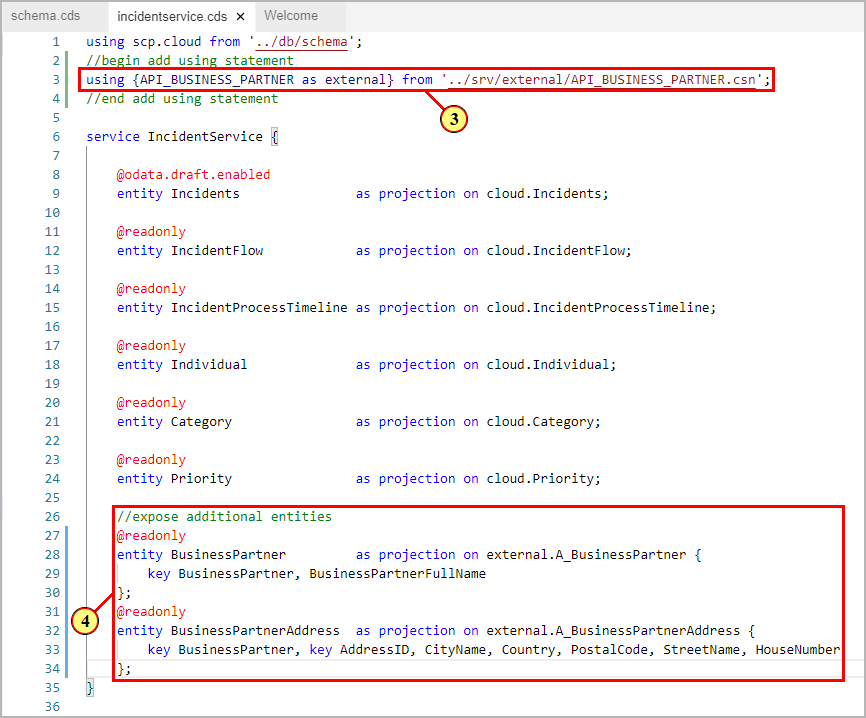 schema.cds incidentservice.cds × Welcome
1 using scp.cloud from '../db/schema';
2 //begin add using statement
3 using {API_BUSINESS_PARTNER as external} from '../srv/external/API_BUSINESS_PARTNER.csn';
4 //end add using statement
3
5
6 service IncidentService {
7
8 @odata.draft.enabled
9 entity Incidents as projection on cloud.Incidents;
10
11 @readonly
12 entity IncidentFlow as projection on cloud.IncidentFlow;
13
14 @readonly
15 entity IncidentProcessTimeline as projection on cloud.IncidentProcessTimeline;
16
17 @readonly
18 entity Individual as projection on cloud.Individual;
19
20 @readonly
21 entity Category as projection on cloud.Category;
22
23 @readonly
24 entity Priority as projection on cloud.Priority;
25
26 //expose additional entities
27 @readonly
28 entity BusinessPartner as projection on external.A_BusinessPartner {
29 key BusinessPartner, BusinessPartnerFullName
30 };
31 @readonly
4
32 entity BusinessPartnerAddress as projection on external.A_BusinessPartnerAddress {
33 key BusinessPartner, key AddressID, CityName, Country, PostalCode, StreetName, HouseNumber
34 };
35 }
36